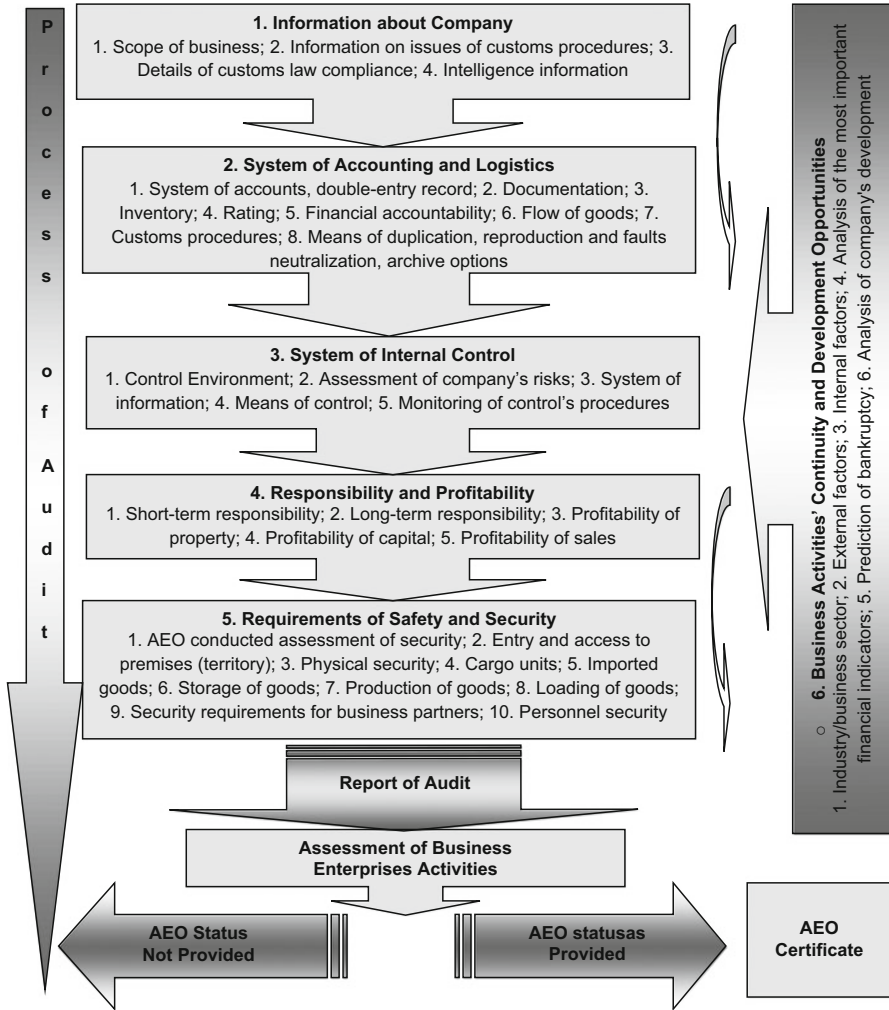 Process of Audit
1. Information about Company
1. Scope of business; 2. Information on issues of customs procedures; 3.
Details of customs law compliance; 4. Intelligence information
2. System of Accounting and Logistics
1. System of accounts, double-entry record; 2. Documentation; 3.
Inventory; 4. Rating; 5. Financial accountability; 6. Flow of goods; 7.
Customs procedures; 8. Means of duplication, reproduction and faults
neutralization, archive options
3. System of Internal Control
1. Control Environment; 2. Assessment of company's risks; 3. System of
information; 4. Means of control; 5. Monitoring of control's procedures
4. Responsibility and Profitability
1. Short-term responsibility; 2. Long-term responsibility; 3. Profitability of
property; 4. Profitability of capital; 5. Profitability of sales
5. Requirements of Safety and Security
1. AEO conducted assessment of security; 2. Entry and access to
premises (territory); 3. Physical security; 4. Cargo units; 5. Imported
goods; 6. Storage of goods; 7. Production of goods; 8. Loading of goods;
9. Security requirements for business partners; 10. Personnel security
○ 6. Business Activities' Continuity and Development Opportunities
1. Industry/business sector; 2. External factors; 3. Internal factors; 4. Analysis of the most important
financial indicators; 5. Prediction of bankruptcy; 6. Analysis of company's development
Report of Audit
Assessment of Business
Enterprises Activities
AEO Status
Not Provided
AEO statusas
Provided
AEO
Certificate